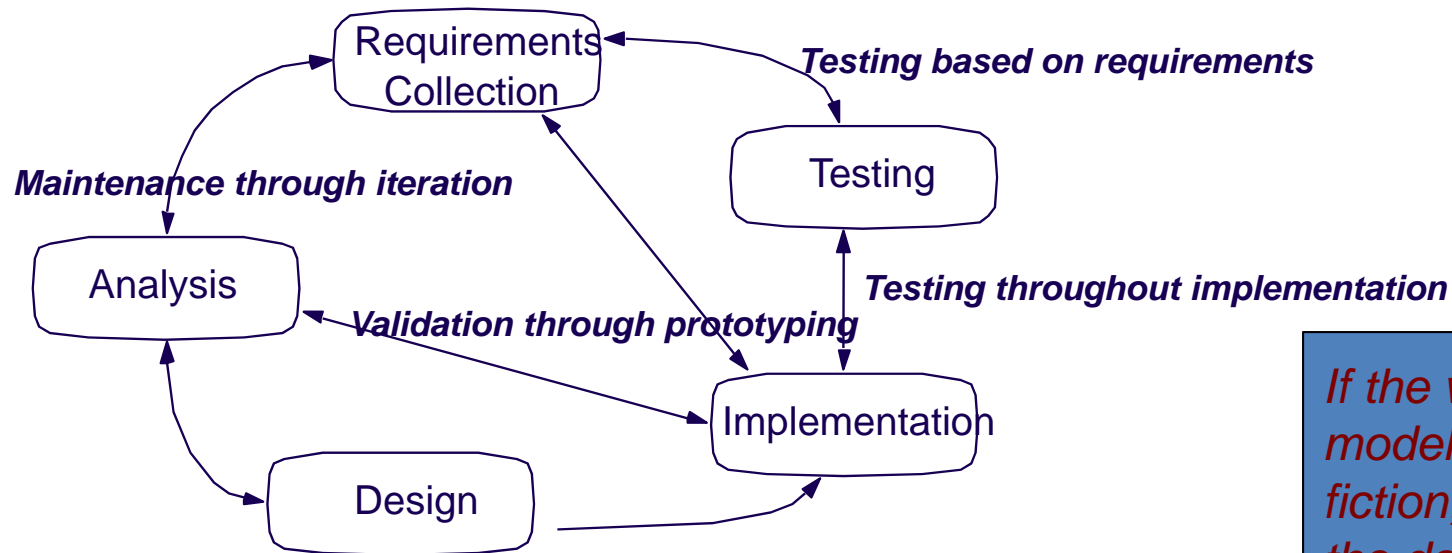 Requirements
Collection
Testing based on requirements
Testing
Maintenance through iteration
Analysis
Testing throughout implementation
Validation through prototyping
Implementation
Design
If the
model
fiction
the